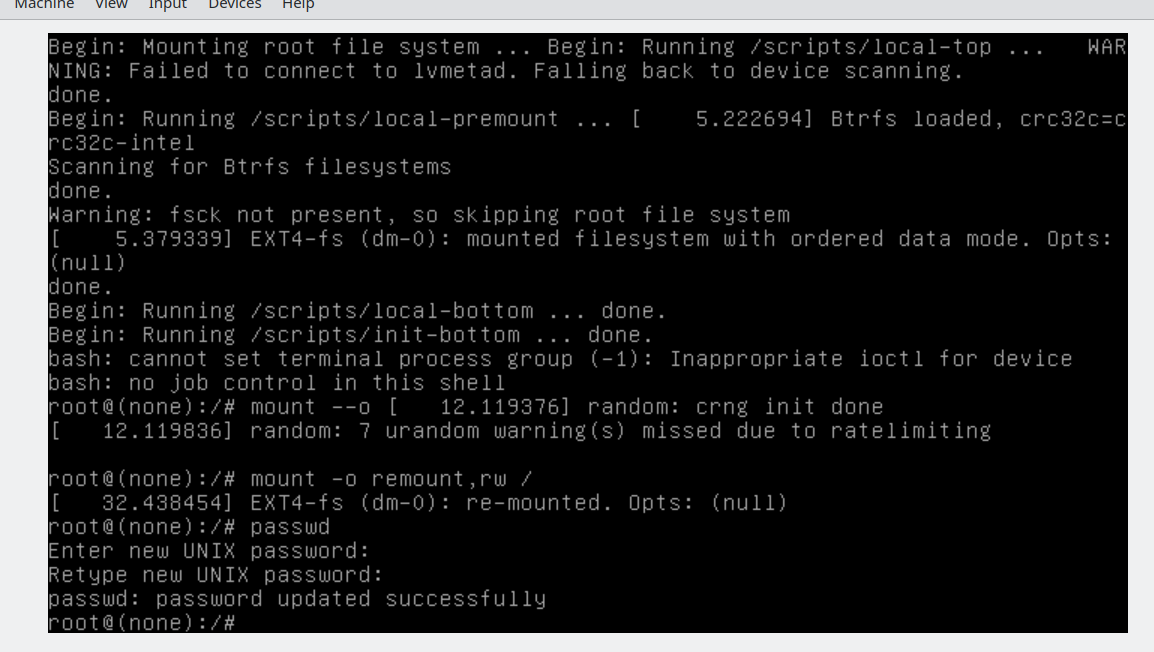 Machine View Input Devices Help
Begin: Mounting root file system ... Begin: Running /scripts/local-top ...   WAR
NING: Failed to connect to lvmetad. Falling back to device scanning.
done.
Begin: Running /scripts/local-premount ... [    5.222694] Btrfs loaded, crc32c=c
rc32c-intel
Scanning for Btrfs filesystems
done.
Warning: fsck not present, so skipping root file system
[    5.379339] EXT4-fs (dm-0): mounted filesystem with ordered data mode. Opts:
(null)
done.
Begin: Running /scripts/local-bottom ... done.
Begin: Running /scripts/init-bottom ... done.
bash: cannot set terminal process group (-1): Inappropriate ioctl for device
bash: no job control in this shell
root@(none):/# mount --o [   12.119376] random: crng init done
[   12.119836] random: 7 urandom warning(s) missed due to ratelimiting
root@(none):/# mount -o remount,rw /
[   32.438454] EXT4-fs (dm-0): re-mounted. Opts: (null)
root@(none):/# passwd
Enter new UNIX password:
Retype new UNIX password:
passwd: password updated successfully
root@(none):/#